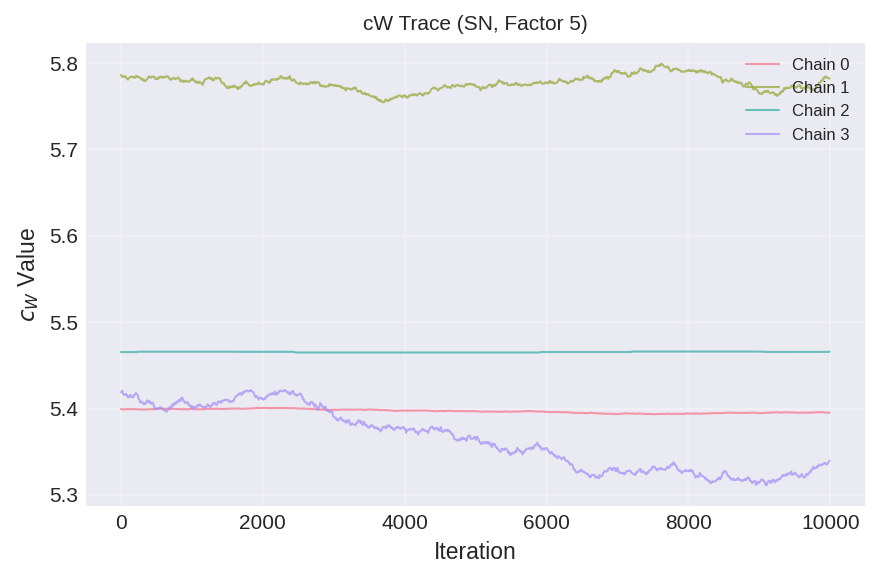 cW Trace (SN, Factor 5)
5.8
5.7
5.6
5.5
5.4
5.3
cW Value
Chain 0
Chain 1
Chain 2
Chain 3
0 2000 4000 6000 8000 10000
Iteration